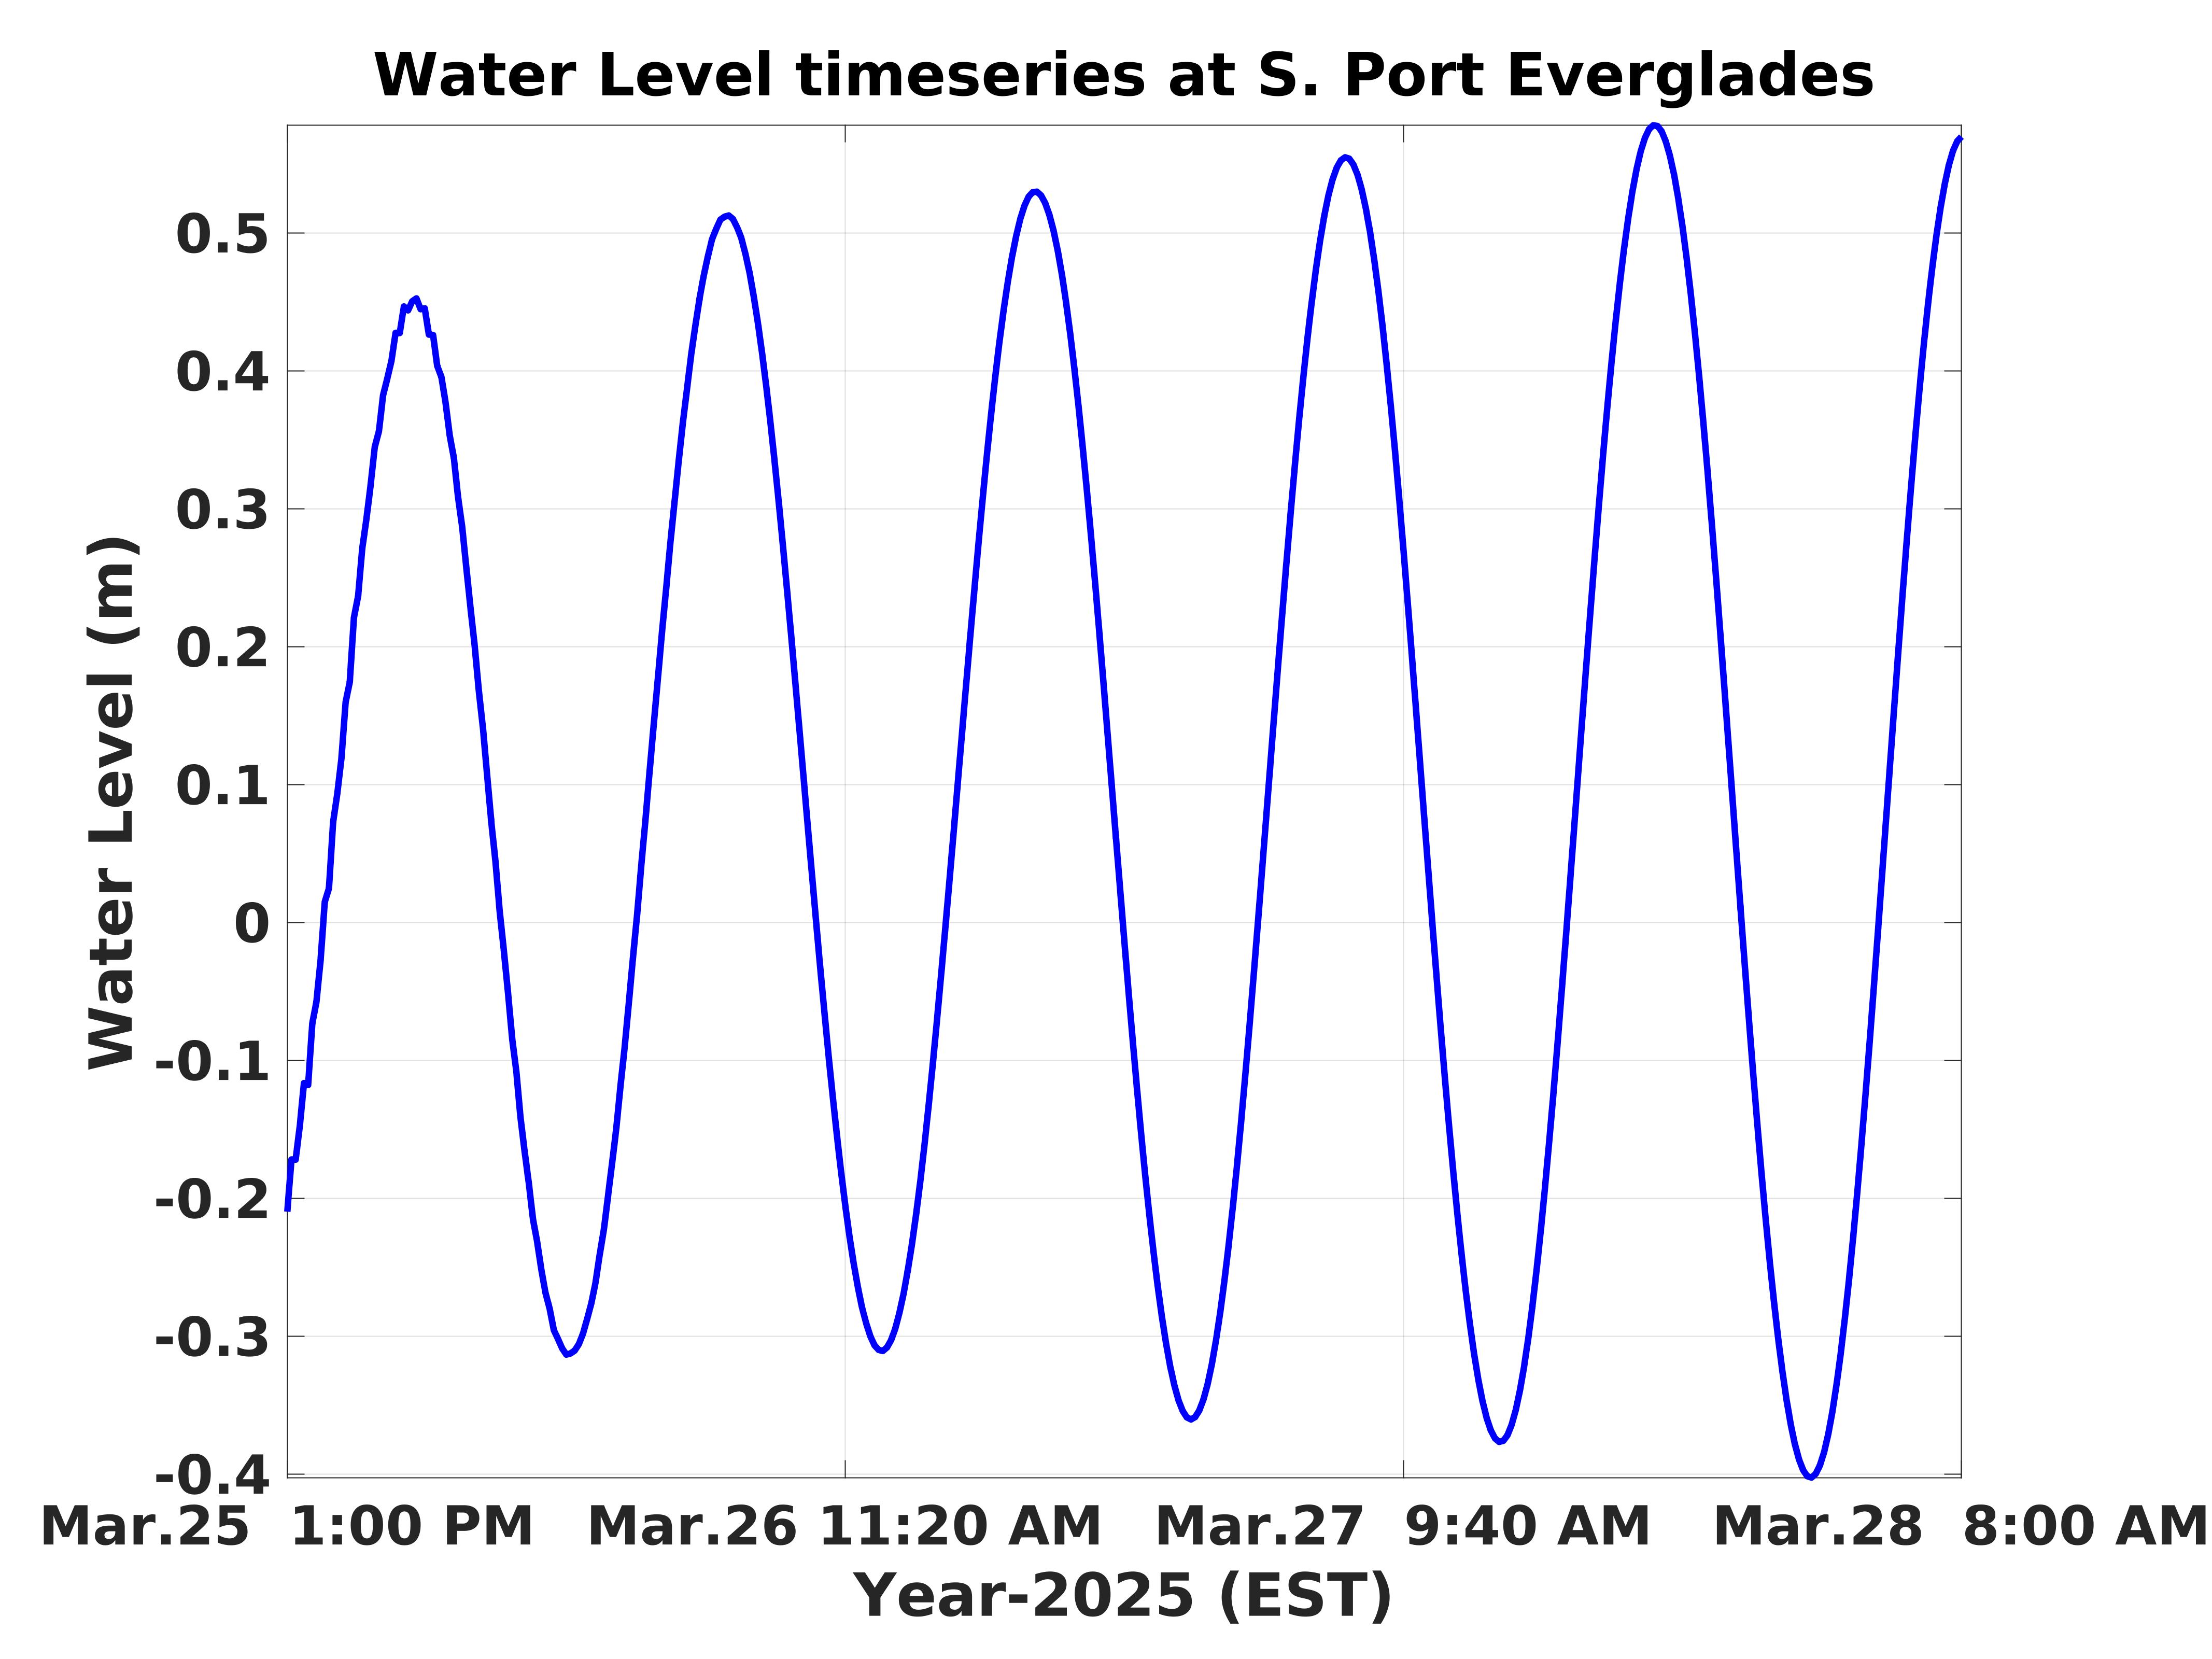 Water Level timeseries at S. Port Everglades
Water Level (m)
0.5
0.4
0.3
0.2
0.1
0
-0.1
-0.2
-0.3
-0.4
Mar.25 1:00 PM Mar.26 11:20 AM Mar.27 9:40 AM Mar.28 8:00 AM
Year-2025 (EST)